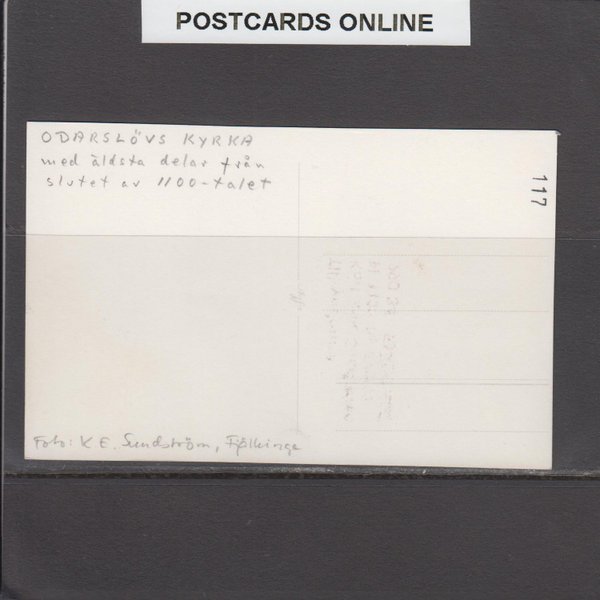 POSTCARDS ONLINE
ODARSLÖVS KYRKA
med äldsta delar från
slutet av 1100-talet
117
Foto: K E. Sundström, Fjälkinge